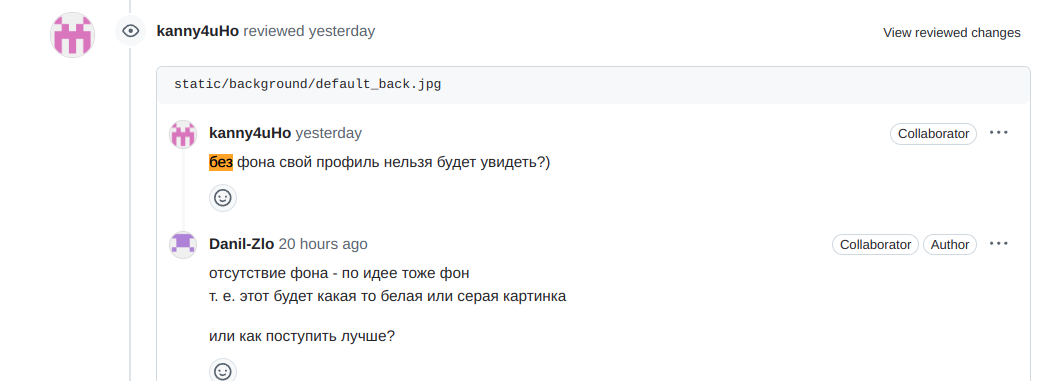 kanny4uHo reviewed yesterday
View reviewed changes
static/background/default_back.jpg
kanny4uHo yesterday
Collaborator
без фона свой профиль нельзя будет увидеть?)
Danil-Zlo 20 hours ago
Collaborator Author
отсутствие фона - по идее тоже фон
т. е. этот будет какая то белая или серая картинка
или как поступить лучше?